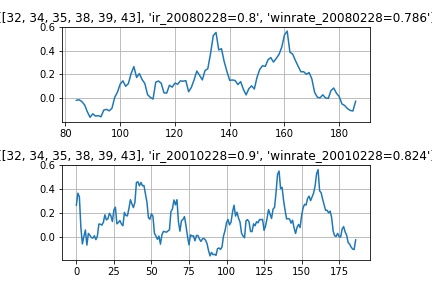 [[32, 34, 35, 38, 39, 43], 'ir_20080228=0.8', 'winrate_20080228=0.786']
0.6
0.4
0.2
0.0
80 100 120 140 160 180
[[32, 34, 35, 38, 39, 43], 'ir_20010228=0.9', 'winrate_20010228=0.824']
0.6
0.4
0.2
0.0
0 25 50 75 100 125 150 175